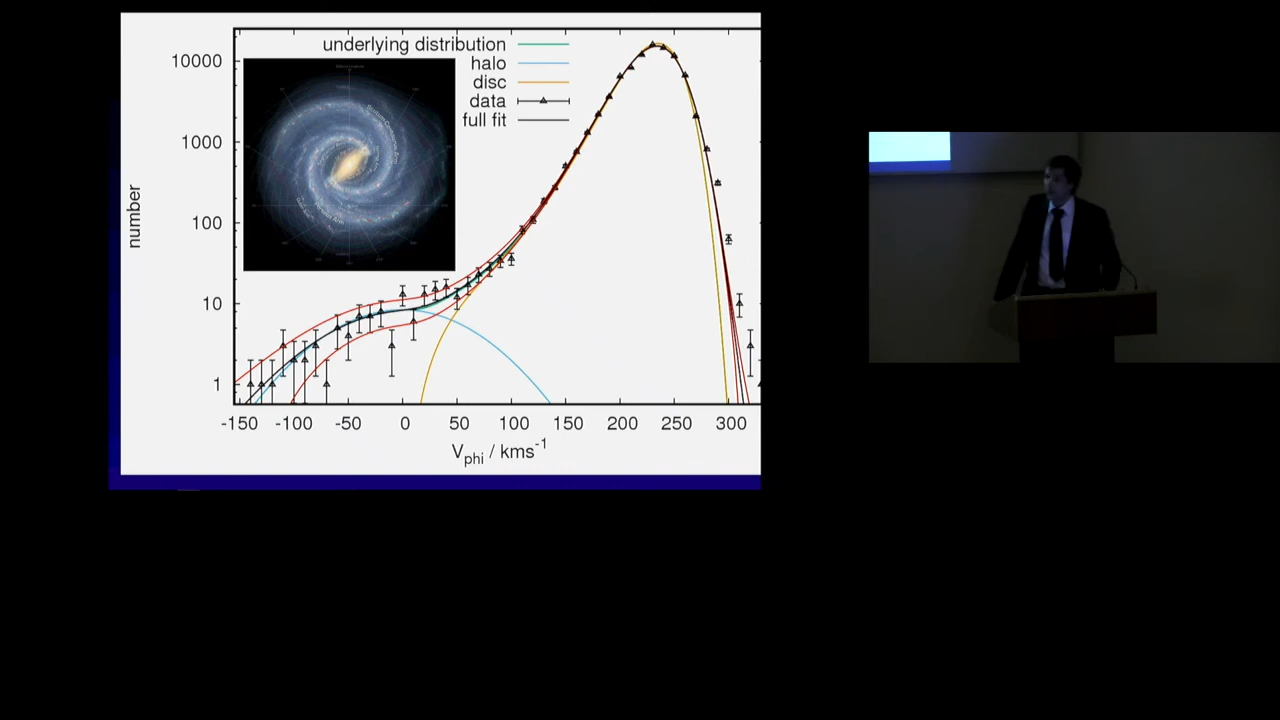 underlying distribution
halo
disc
data
full fit
10000
1000
100
10
1
number
-150 -100 -50 0 50 100 150 200 250 300
Vphi / kms-1